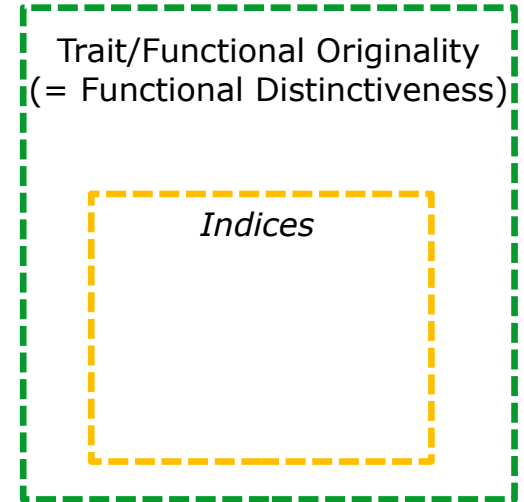 Trait/Functional Originality
(= Functional Distinctiveness)
Indices